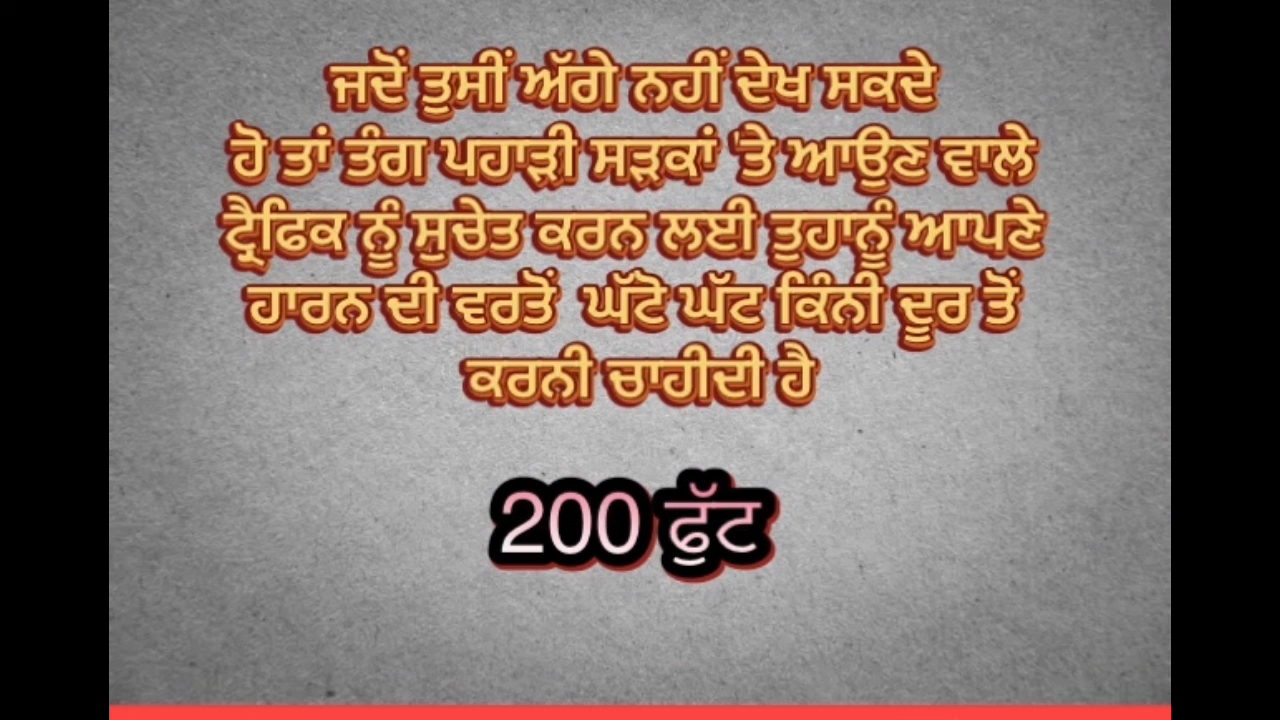 ਜਦੋਂ ਤੁਸੀਂ ਅੱਗੇ ਨਹੀਂ ਦੇਖ ਸਕਦੇ
ਹੋ ਤਾਂ ਤੰਗ ਪਹਾੜੀ ਸੜਕਾਂ 'ਤੇ ਆਉਣ ਵਾਲੇ
ਟ੍ਰੈਫਿਕ ਨੂੰ ਸੁਚੇਤ ਕਰਨ ਲਈ ਤੁਹਾਨੂੰ ਆਪਣੇ
ਹਾਰਨ ਦੀ ਵਰਤੋਂ ਘੱਟੋ ਘੱਟ ਕਿੰਨੀ ਦੂਰ ਤੋਂ
ਕਰਨੀ ਚਾਹੀਦੀ ਹੈ
200 ਫੁੱਟ